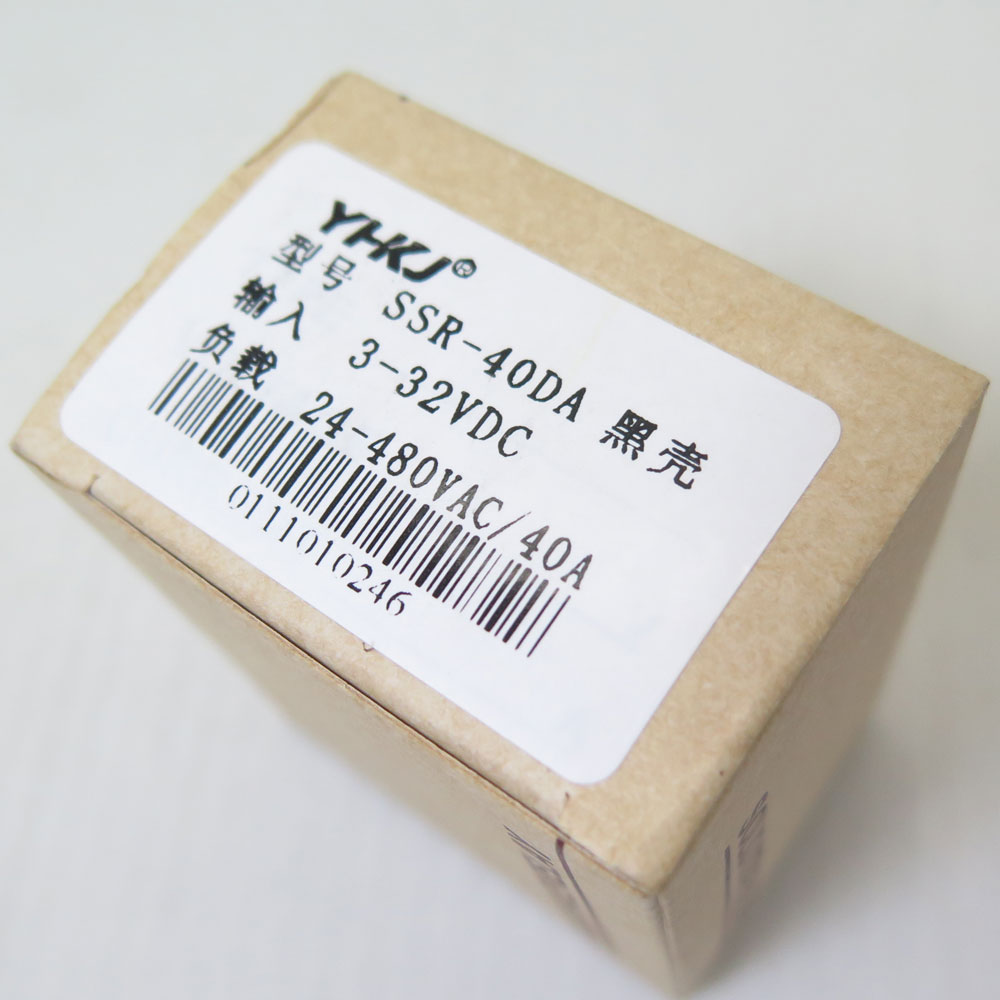 YHKJ®
型号 SSR-40DA 黑壳
输入 3-32VDC
负载 24-480VAC/40A
0111010246